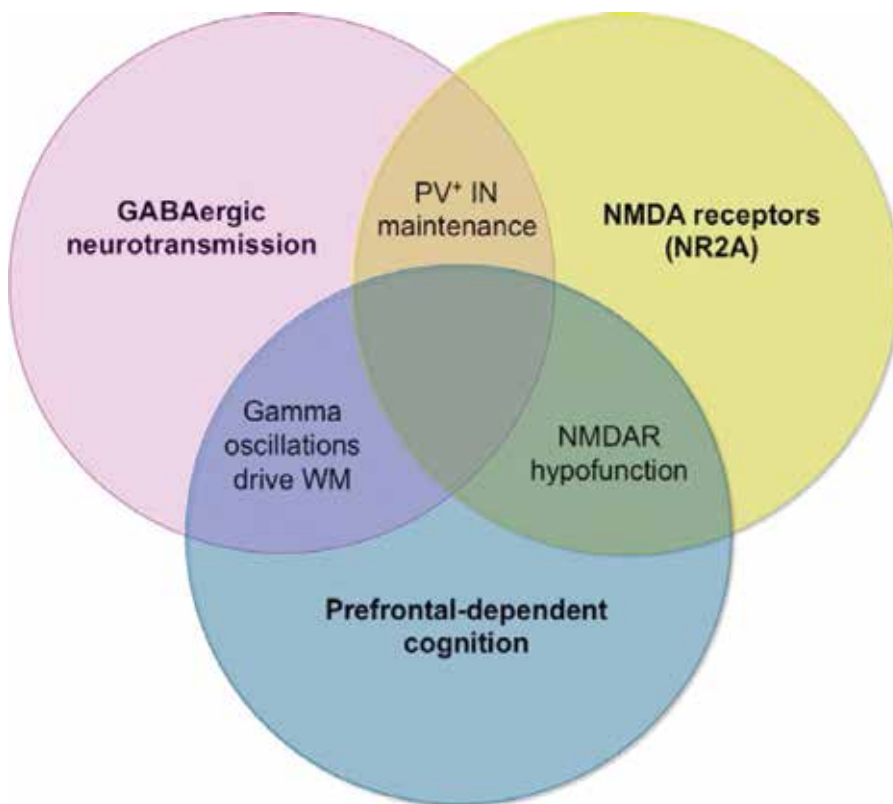 PV⁺ IN
maintenance
GABAergic
neurotransmission
NMDA receptors
(NR2A)
Gamma
oscillations
drive WM
NMDAR
hypofunction
Prefrontal-dependent
cognition